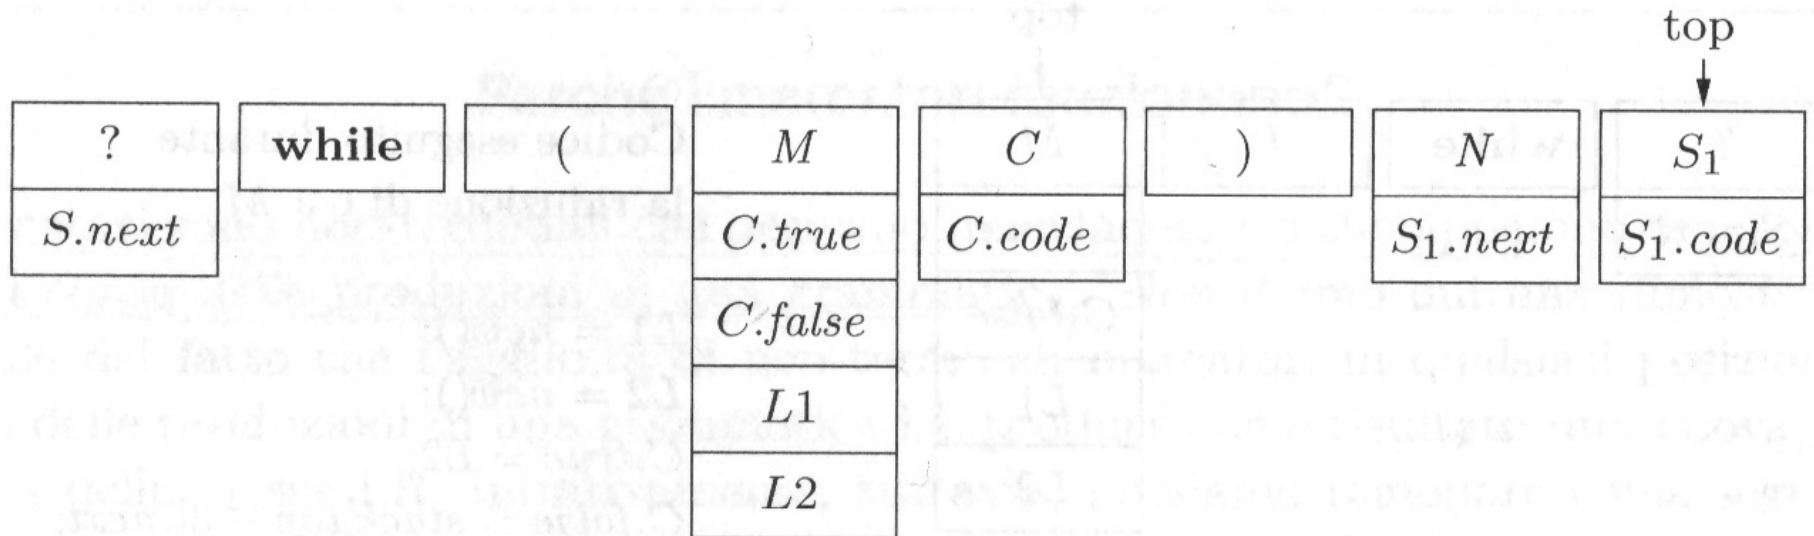 top
? while ( M C ) N S₁
S.next C.true C.code S₁.next S₁.code
C.false
L1
L2